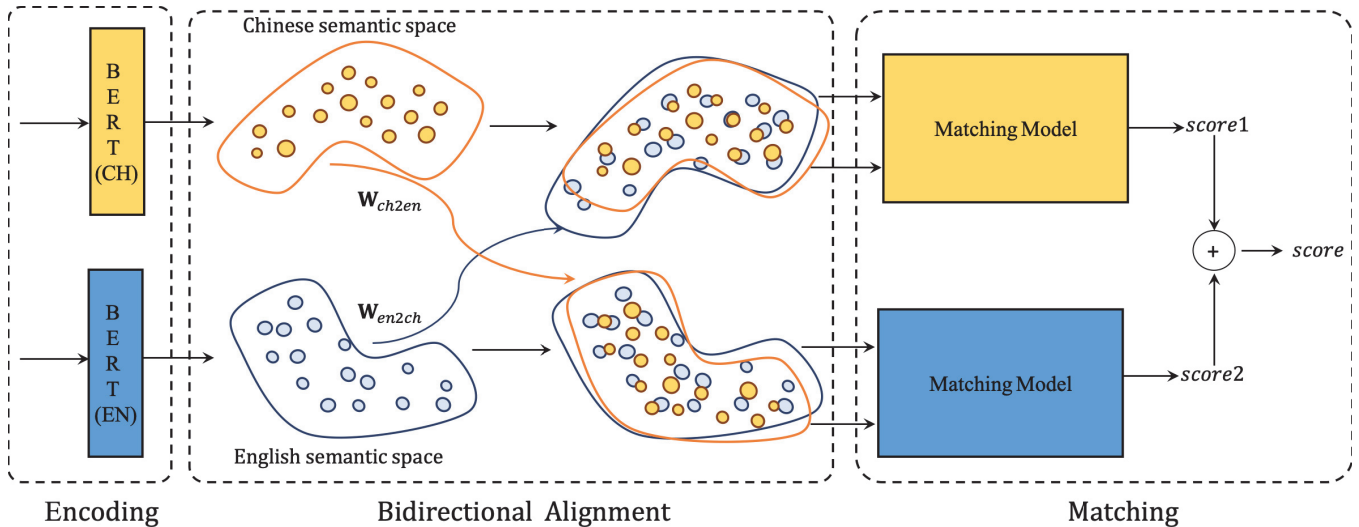 Chinese semantic space
B
E
R
T
(CH)
W_ch2en
Matching Model
score1
+
score
B
E
R
T
(EN)
W_en2ch
Matching Model
score2
English semantic space
Encoding
Bidirectional Alignment
Matching